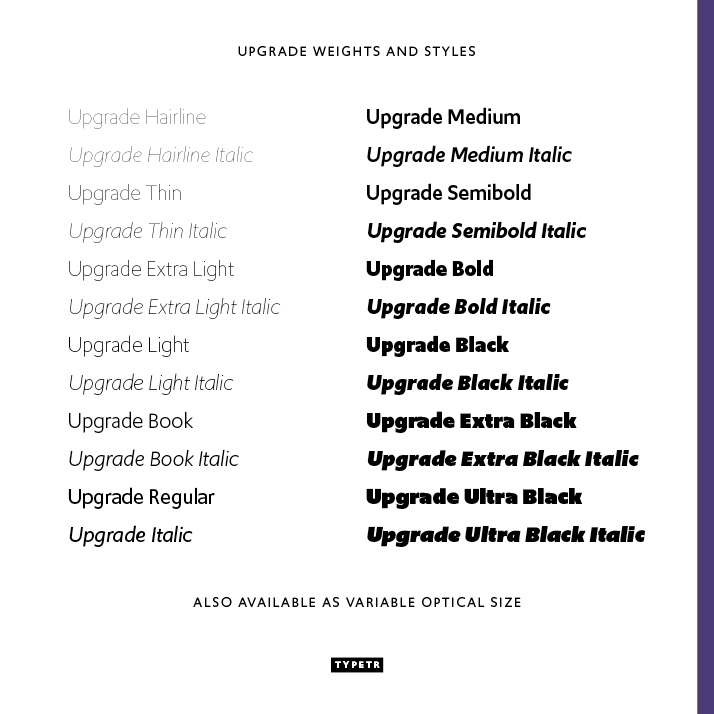 UPGRADE WEIGHTS AND STYLES
Upgrade Hairline
Upgrade Hairline Italic
Upgrade Thin
Upgrade Thin Italic
Upgrade Extra Light
Upgrade Extra Light Italic
Upgrade Light
Upgrade Light Italic
Upgrade Book
Upgrade Book Italic
Upgrade Regular
Upgrade Italic
Upgrade Medium
Upgrade Medium Italic
Upgrade Semibold
Upgrade Semibold Italic
Upgrade Bold
Upgrade Bold Italic
Upgrade Black
Upgrade Black Italic
Upgrade Extra Black
Upgrade Extra Black Italic
Upgrade Ultra Black
Upgrade Ultra Black Italic
ALSO AVAILABLE AS VARIABLE OPTICAL SIZE
TYPETR